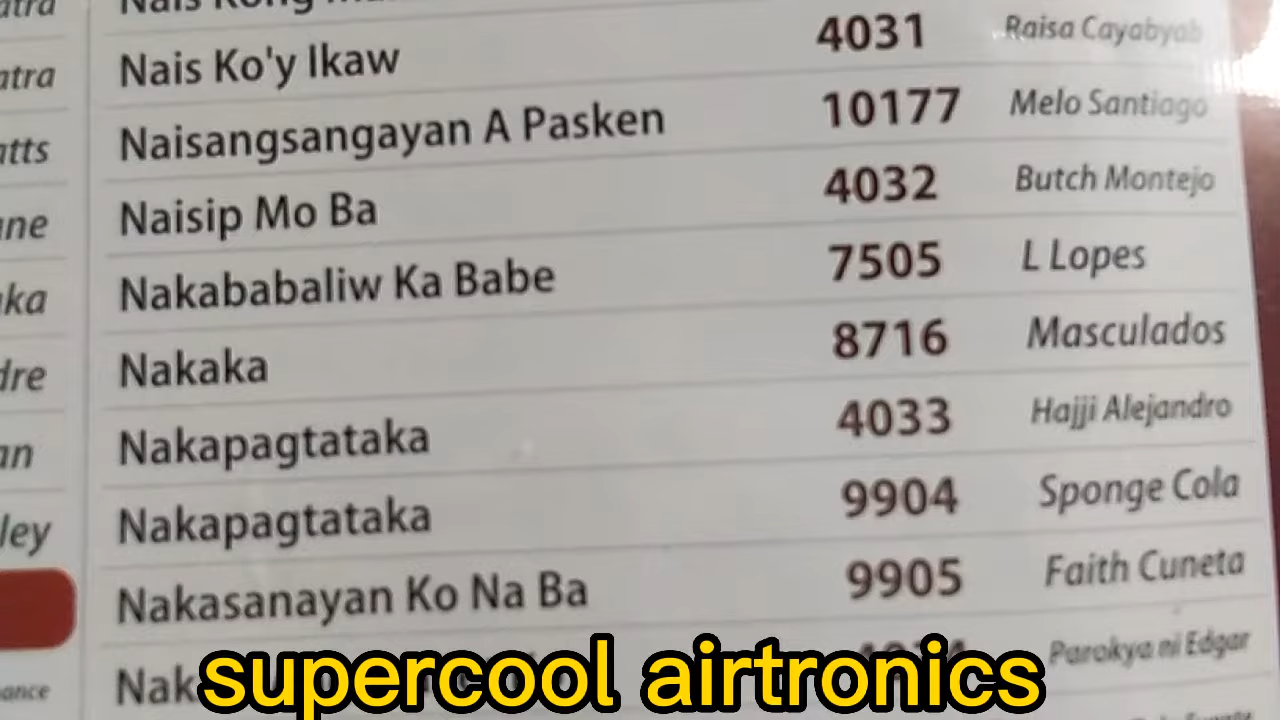 Nais Ko'y Ikaw 4031 Raisa Cayabyab
Naisangsangayan A Pasken 10177 Melo Santiago
Naisip Mo Ba 4032 Butch Montejo
Nakababaliw Ka Babe 7505 L Lopes
Nakaka 8716 Masculados
Nakapagtataka 4033 Hajji Alejandro
Nakapagtataka 9904 Sponge Cola
Nakasanayan Ko Na Ba 9905 Faith Cuneta
Parokya ni Edgar
supercool airtronics